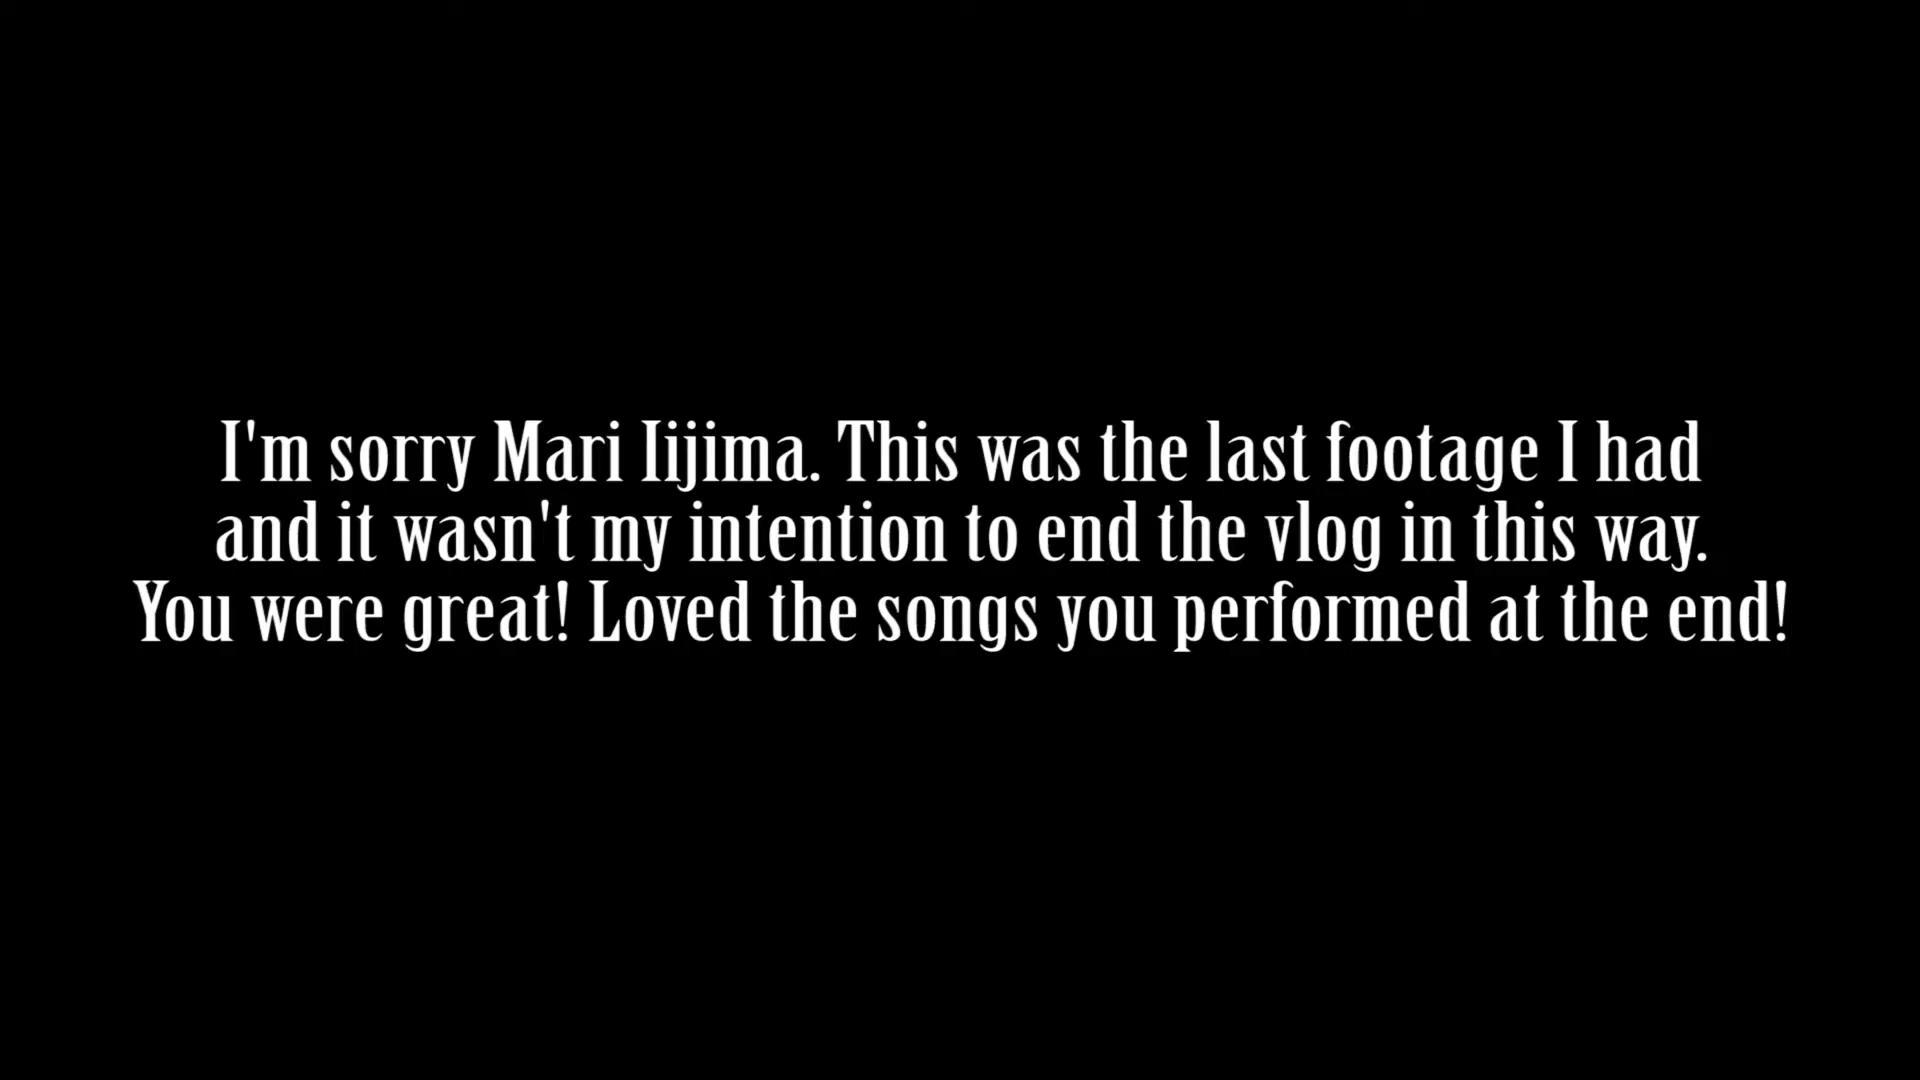 I'm sorry Mari Iijima. This was the last footage I had
and it wasn't my intention to end the vlog in this way.
You were great! Loved the songs you performed at the end!